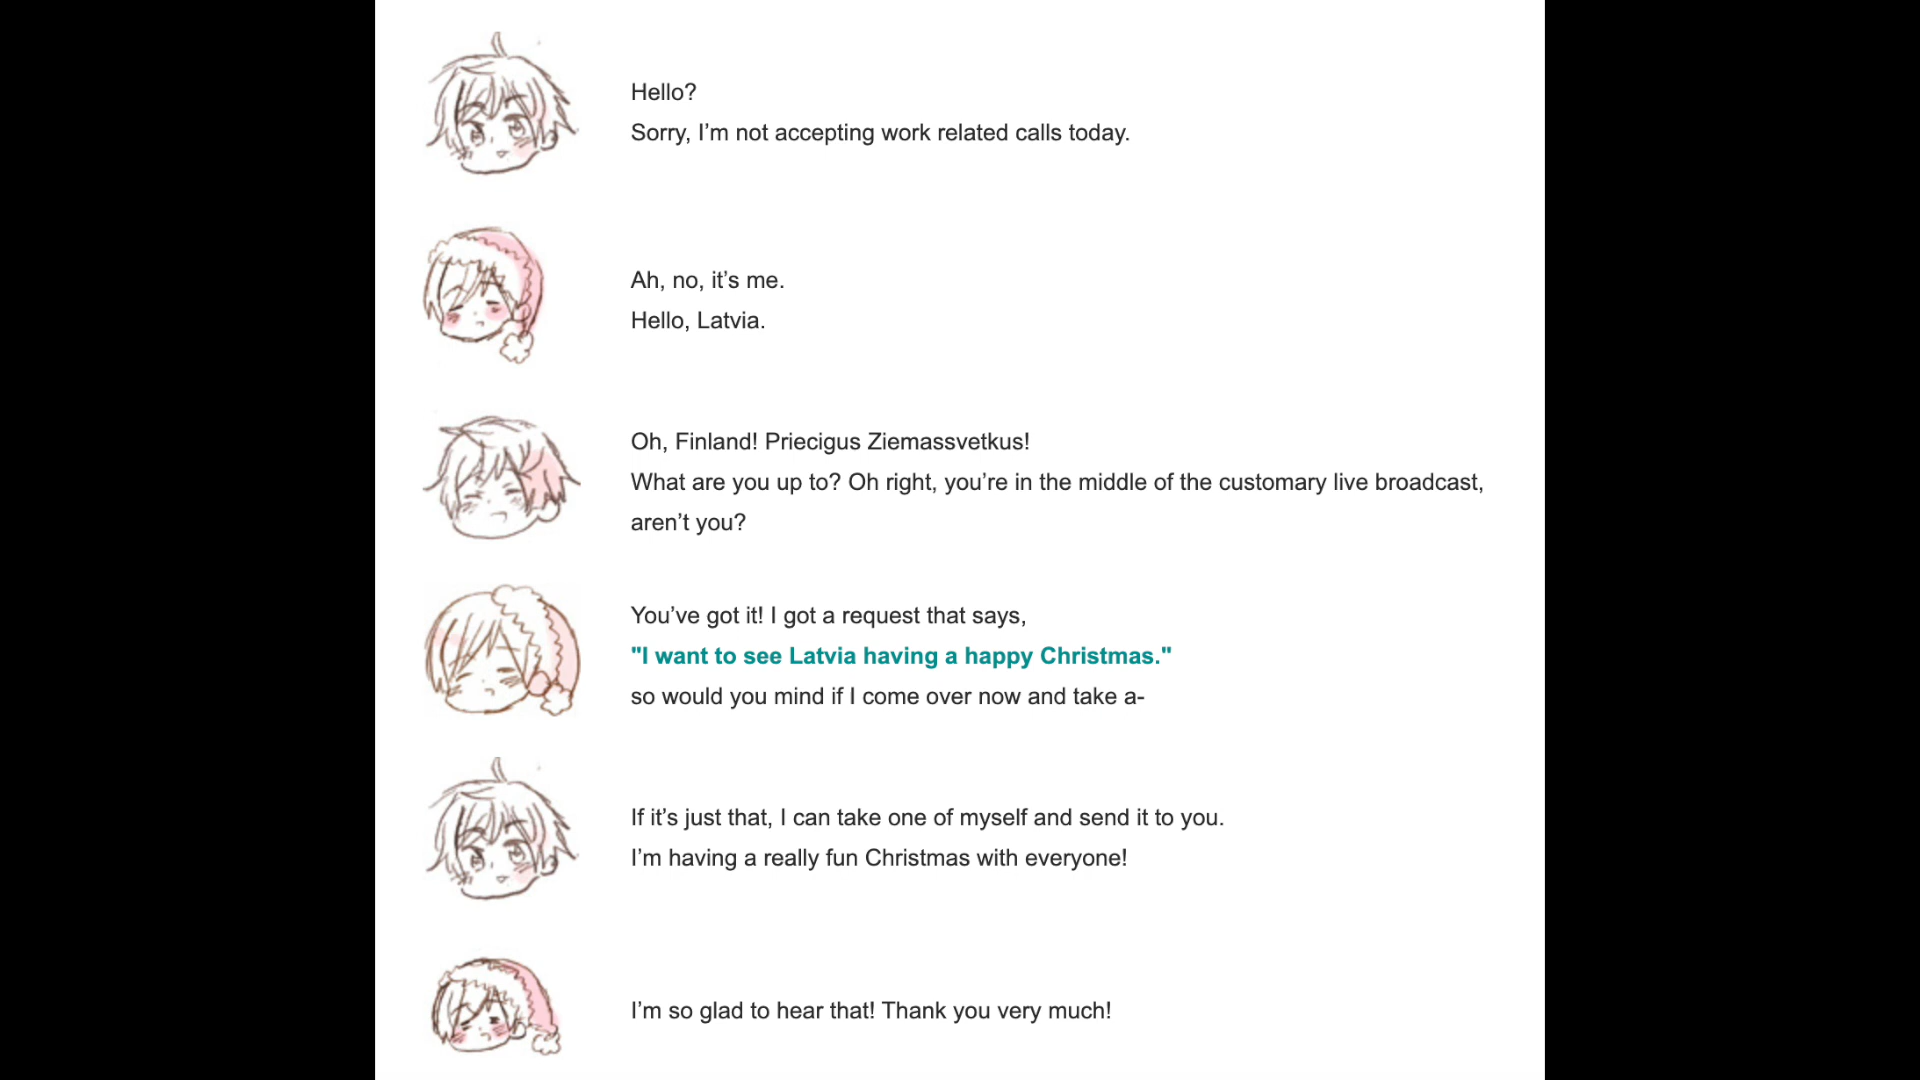 Hello?
Sorry, I’m not accepting work related calls today.
Ah, no, it’s me.
Hello, Latvia.
Oh, Finland! Priecigus Ziemassvetkus!
What are you up to? Oh right, you’re in the middle of the customary live broadcast,
aren’t you?
You’ve got it! I got a request that says,
"I want to see Latvia having a happy Christmas."
so would you mind if I come over now and take a-
If it’s just that, I can take one of myself and send it to you.
I’m having a really fun Christmas with everyone!
I’m so glad to hear that! Thank you very much!